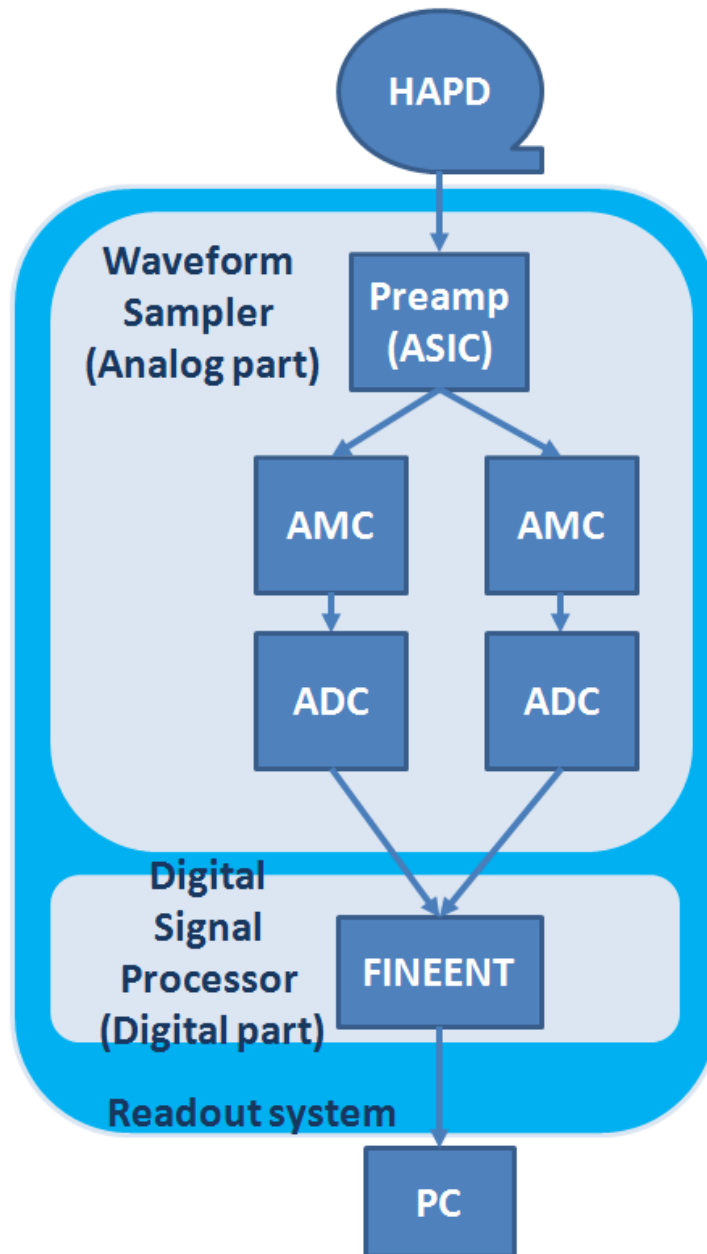 HAPD
Waveform
Sampler
(Analog part)
Preamp
(ASIC)
AMC
AMC
ADC
ADC
Digital
Signal
Processor
(Digital part)
FINEENT
Readout system
PC